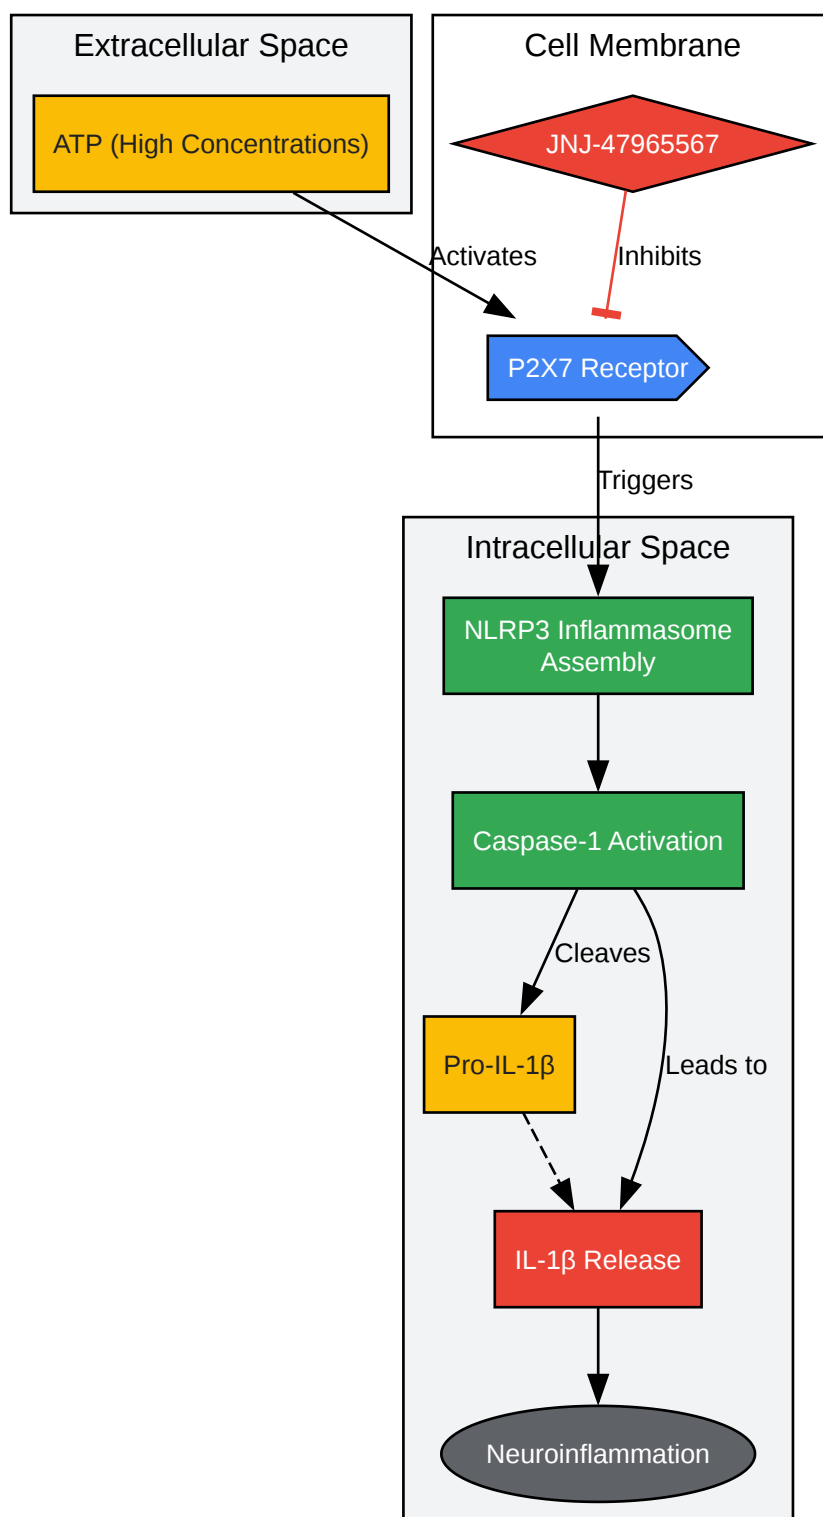 Extracellular Space
ATP (High Concentrations)
Cell Membrane
JNJ-47965567
Activates
Inhibits
P2X7 Receptor
Triggers
Intracellular Space
NLRP3 Inflammasome
Assembly
Caspase-1 Activation
Cleaves
Pro-IL-1β
Leads to
IL-1β Release
Neuroinflammation